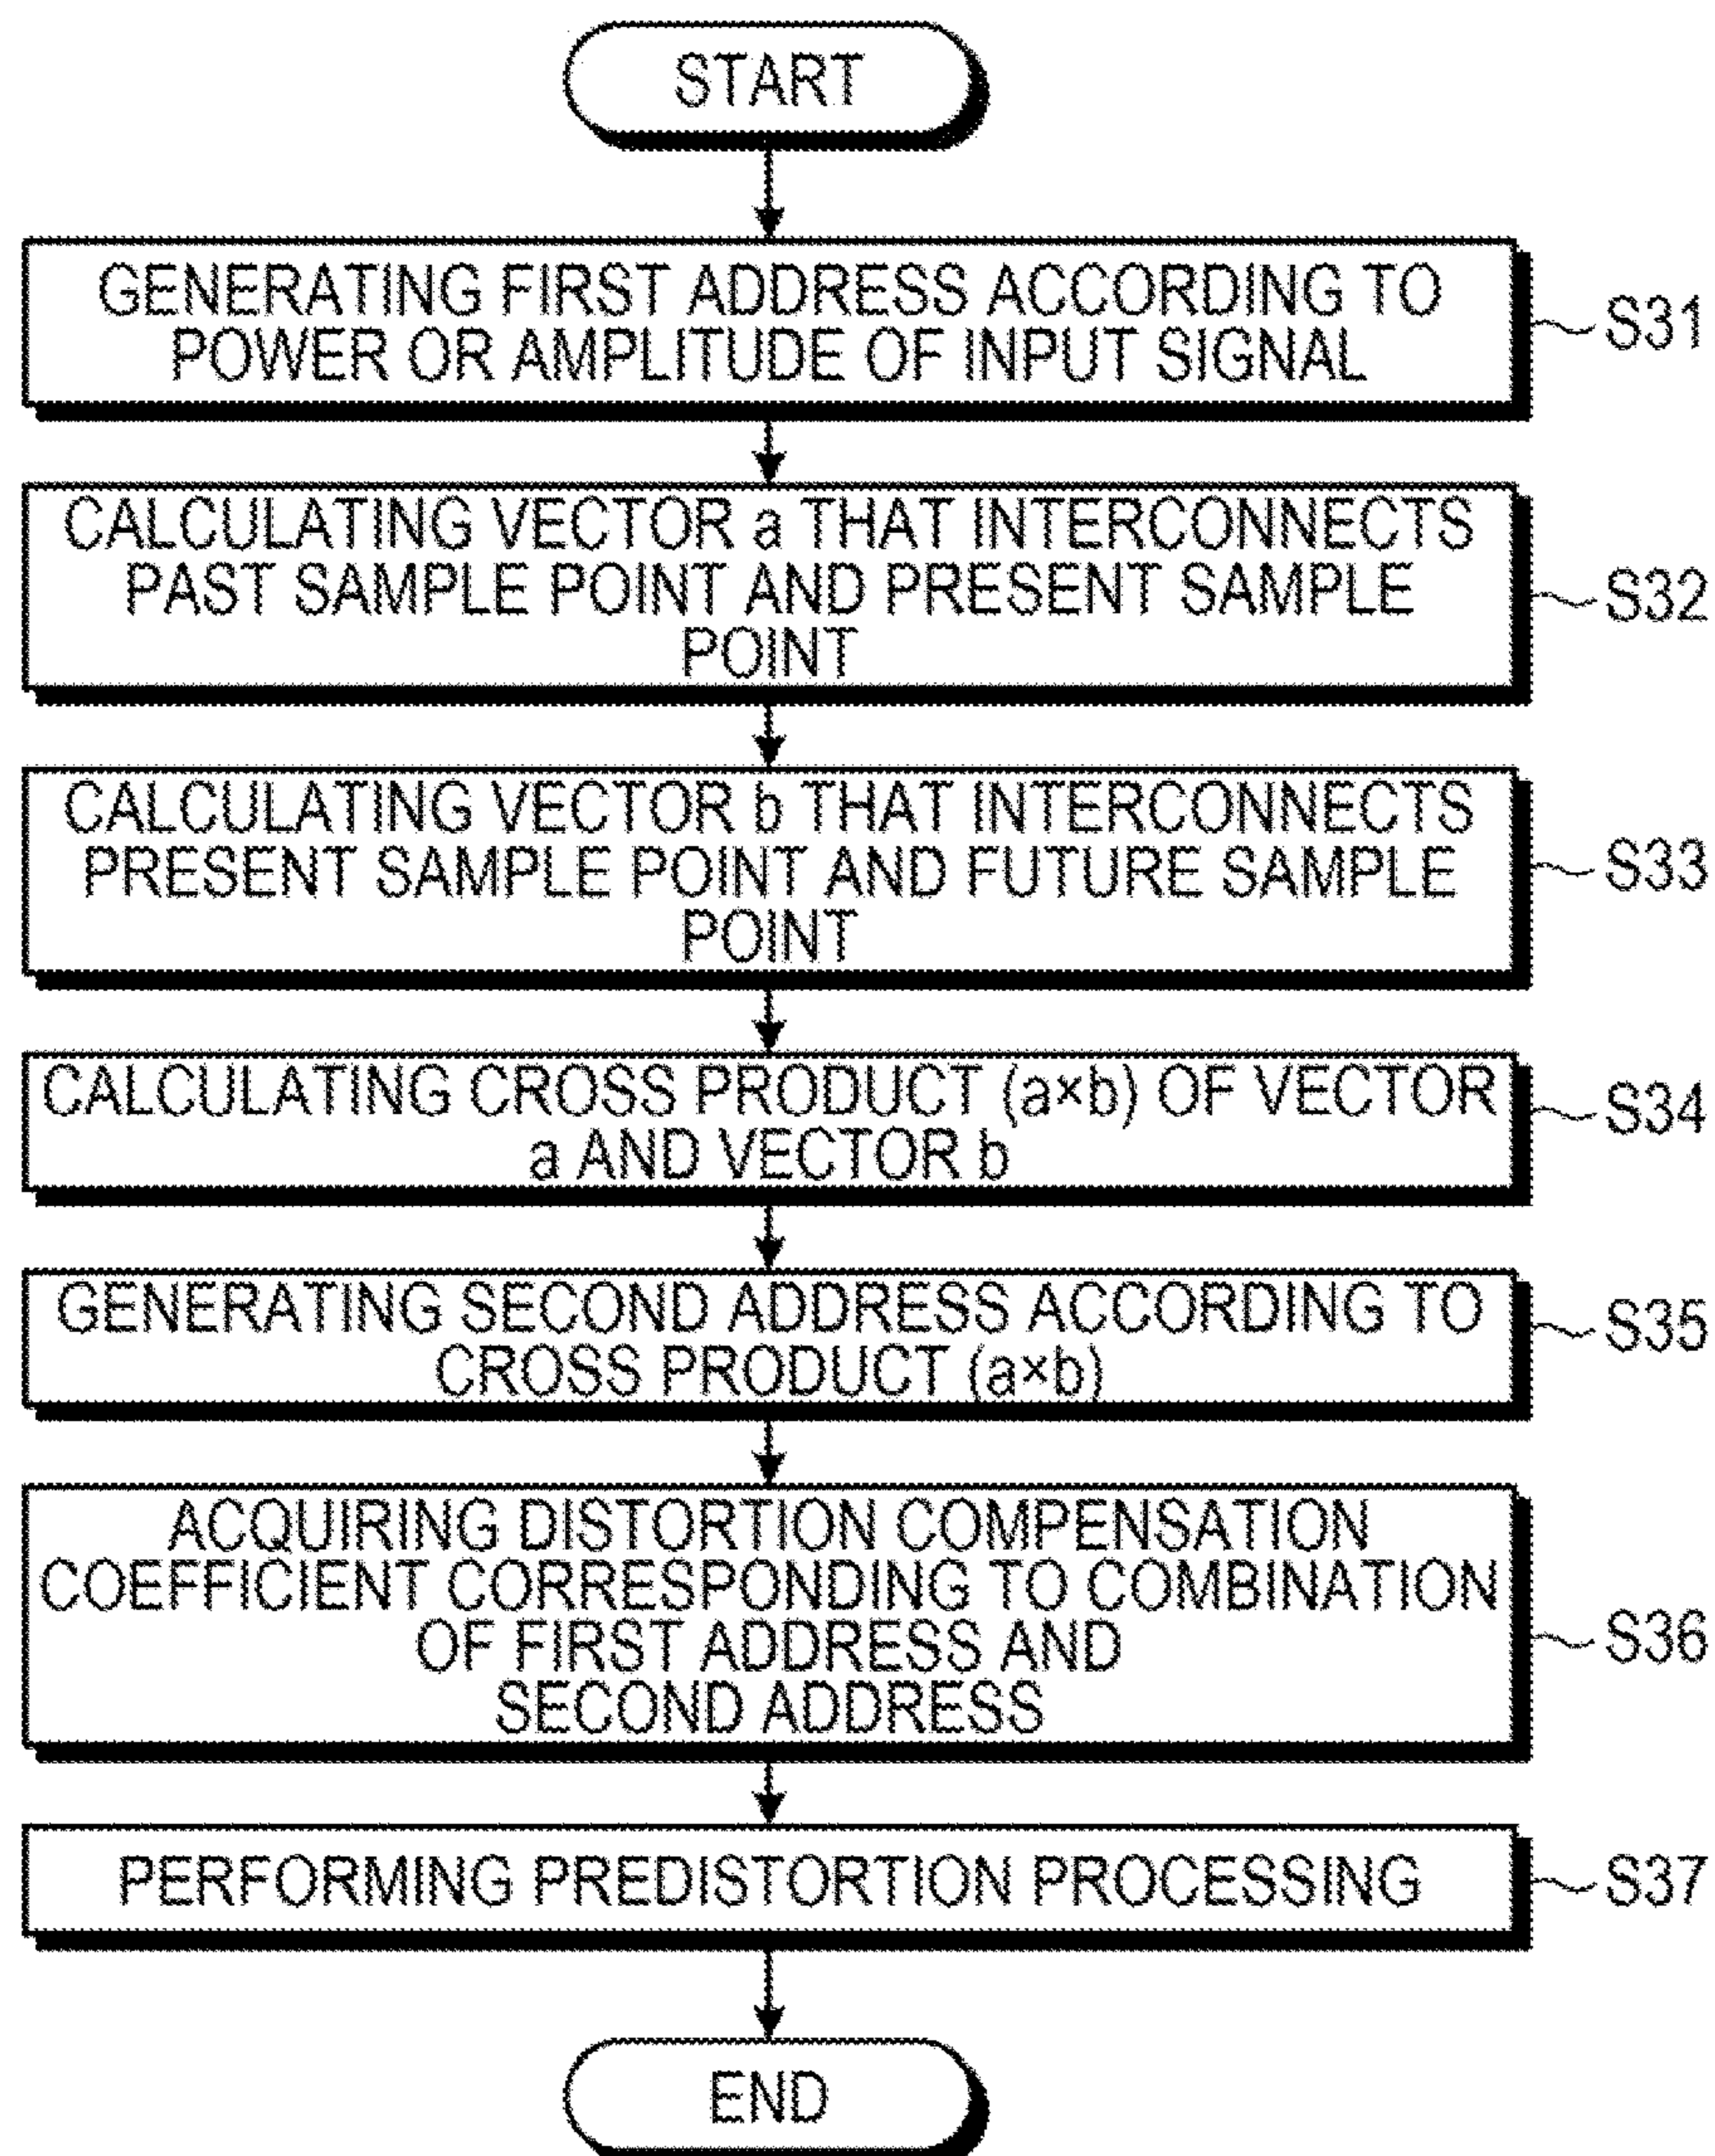 START
GENERATING FIRST ADDRESS ACCORDING TO
POWER OR AMPLITUDE OF INPUT SIGNAL
S31
CALCULATING VECTOR a THAT INTERCONNECTS
PAST SAMPLE POINT AND PRESENT SAMPLE
POINT
S32
CALCULATING VECTOR b THAT INTERCONNECTS
PRESENT SAMPLE POINT AND FUTURE SAMPLE
POINT
S33
CALCULATING CROSS PRODUCT (a×b) OF VECTOR
a AND VECTOR b
S34
GENERATING SECOND ADDRESS ACCORDING TO
CROSS PRODUCT (a×b)
S35
ACQUIRING DISTORTION COMPENSATION
COEFFICIENT CORRESPONDING TO COMBINATION
OF FIRST ADDRESS AND
SECOND ADDRESS
S36
PERFORMING PREDISTORTION PROCESSING
S37
END